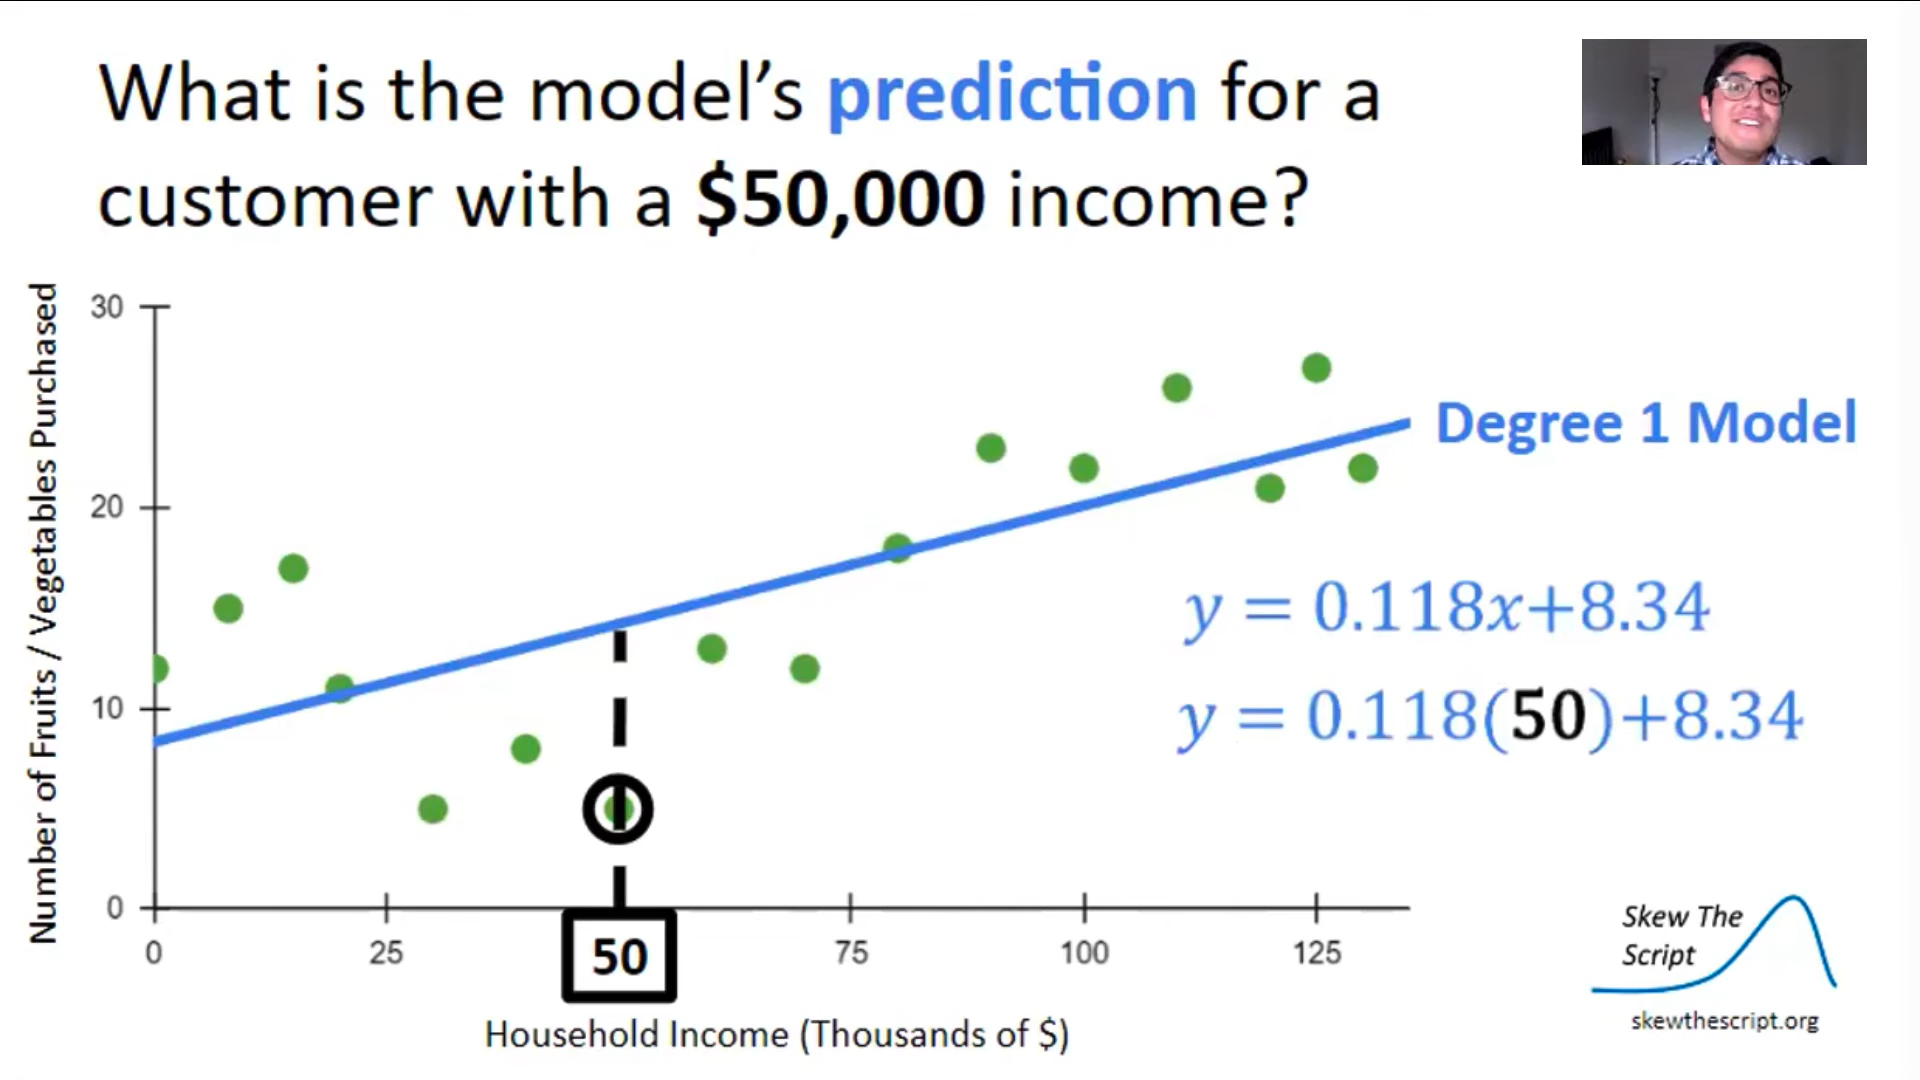 What is the model's prediction for a
customer with a $50,000 income?
Number of Fruits / Vegetables Purchased
30
20
10
0
0
25
50
75
100
125
Household Income (Thousands of $)
Degree 1 Model
y = 0.118x+8.34
y = 0.118(50)+8.34
Skew The
Script
skewthescript.org